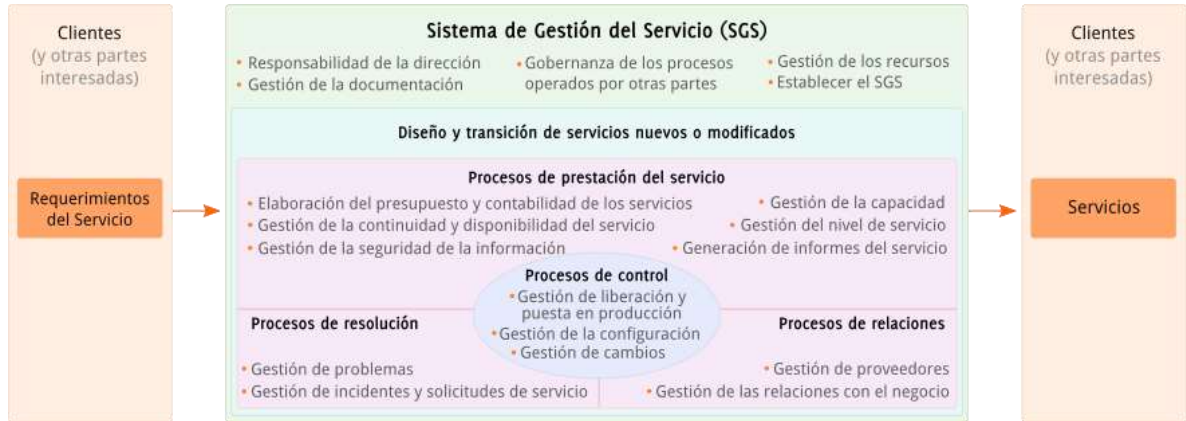 Clientes
(y otras partes
interesadas)
Requerimientos
del Servicio
Sistema de Gestión del Servicio (SGS)
• Responsabilidad de la dirección
• Gestión de la documentación
• Gobernanza de los procesos
operados por otras partes
• Gestión de los recursos
• Establecer el SGS
Diseño y transición de servicios nuevos o modificados
Procesos de prestación del servicio
• Elaboración del presupuesto y contabilidad de los servicios
• Gestión de la continuidad y disponibilidad del servicio
• Gestión de la seguridad de la información
• Gestión de la capacidad
• Gestión del nivel de servicio
• Generación de informes del servicio
Procesos de control
• Gestión de liberación y
puesta en producción
• Gestión de la configuración
• Gestión de cambios
Procesos de resolución
• Gestión de problemas
• Gestión de incidentes y solicitudes de servicio
Procesos de relaciones
• Gestión de proveedores
• Gestión de las relaciones con el negocio
Clientes
(y otras partes
interesadas)
Servicios